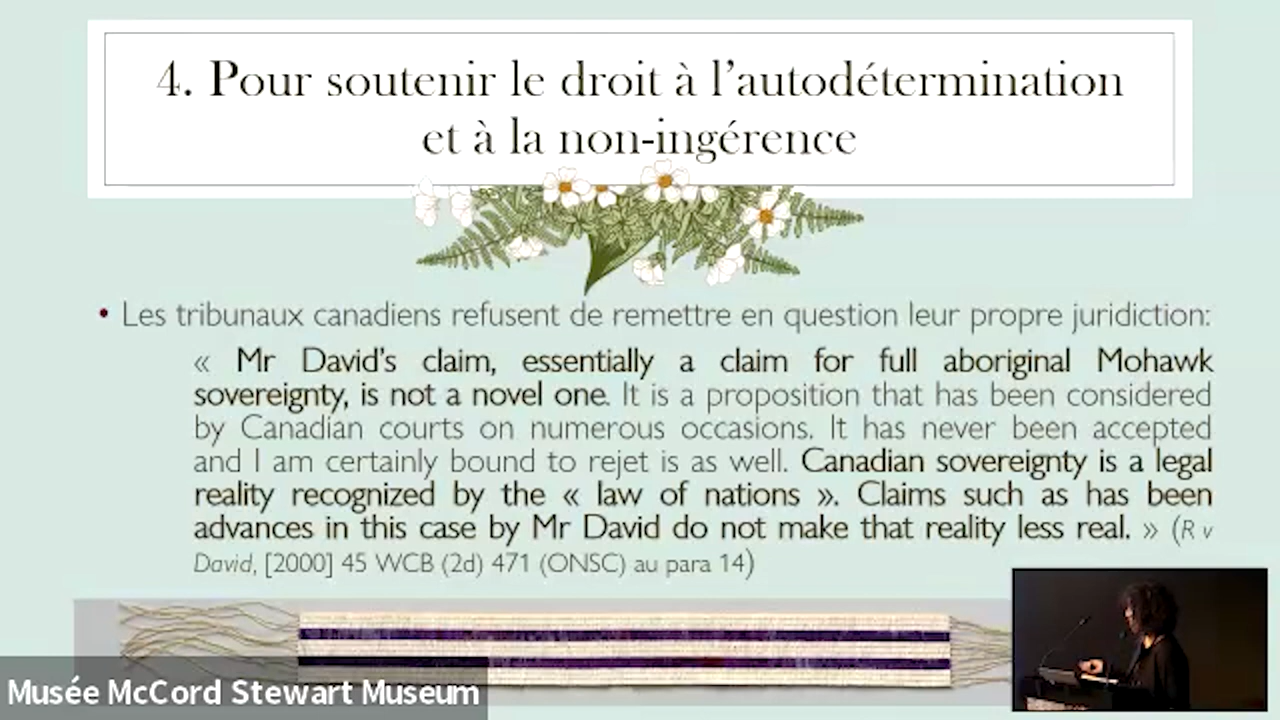 4. Pour soutenir le droit à l’autodétermination
et à la non-ingérence
• Les tribunaux canadiens refusent de remettre en question leur propre juridiction:
« Mr David’s claim, essentially a claim for full aboriginal Mohawk
sovereignty, is not a novel one. It is a proposition that has been considered
by Canadian courts on numerous occasions. It has never been accepted
and I am certainly bound to rejet is as well. Canadian sovereignty is a legal
reality recognized by the « law of nations ». Claims such as has been
advances in this case by Mr David do not make that reality less real. » (R v
David, [2000] 45 WCB (2d) 471 (ONSC) au para 14)
Musée McCord Stewart Museum